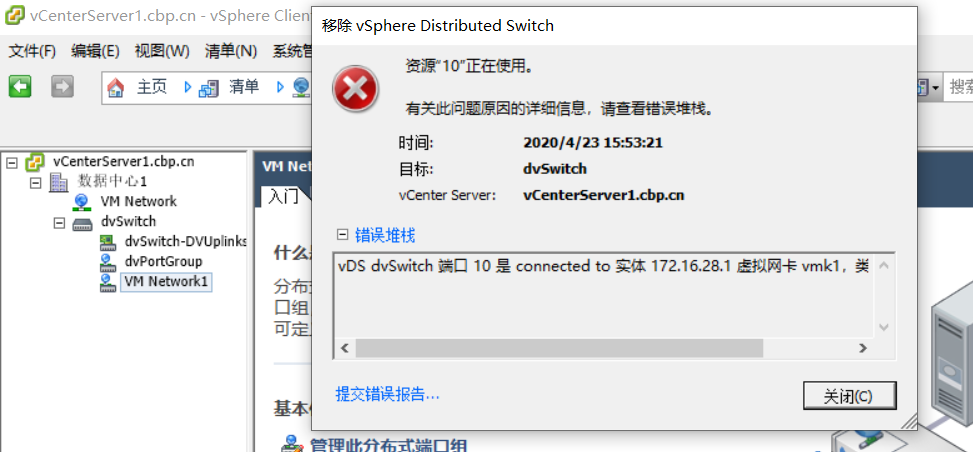 vCenterServer1.cbp.cn - vSphere Clien
移除 vSphere Distributed Switch
文件(F) 编辑(E) 视图(W) 清单(N) 系统管
主页 清单
搜索
资源“10”正在使用。
有关此问题原因的详细信息，请查看错误堆栈。
时间: 2020/4/23 15:53:21
目标: dvSwitch
vCenter Server: vCenterServer1.cbp.cn
错误堆栈
vDS dvSwitch 端口 10 是 connected to 实体 172.16.28.1 虚拟网卡 vmk1，类
提交错误报告...
关闭(C)
vCenterServer1.cbp.cn
数据中心1
VM Network
dvSwitch
dvSwitch-DVUplinks
dvPortGroup
VM Network1
VM Net
入门
什么
分布
口组
可定
基本
管理此分布式端口组